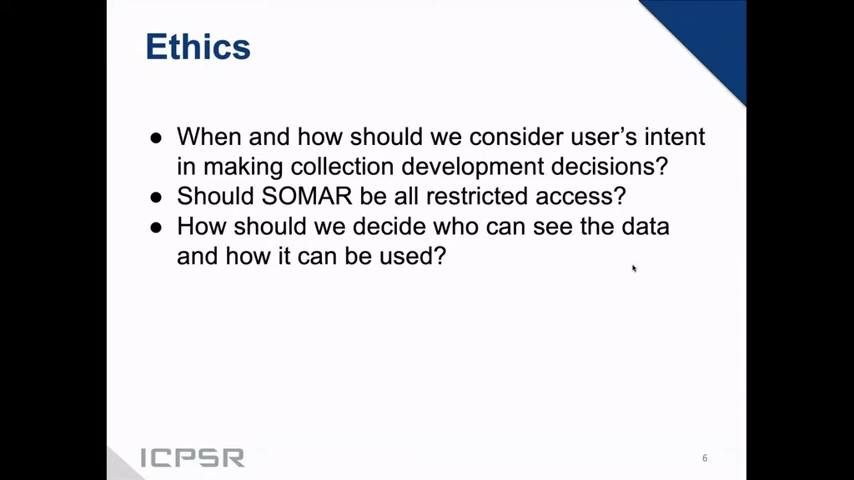 Ethics
● When and how should we consider user's intent
in making collection development decisions?
● Should SOMAR be all restricted access?
● How should we decide who can see the data
and how it can be used?
ICPSR
6